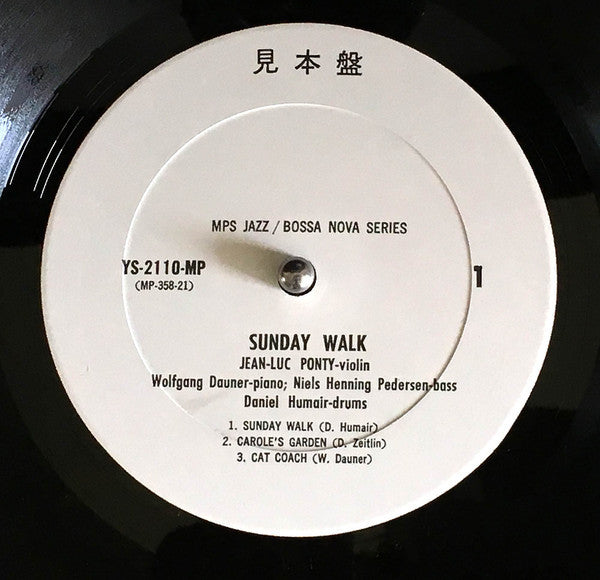 見本盤
MPS JAZZ/BOSSA NOVA SERIES
YS-2110-MP
(MP-358-21)
1
SUNDAY WALK
JEAN-LUC PONTY-violin
Wolfgang Dauner-piano; Niels Henning Pedersen-bass
Daniel Humair-drums
1. SUNDAY WALK (D. Humair)
2. CAROLE'S GARDEN (D. Zeitlin)
3. CAT COACH (W. Dauner)